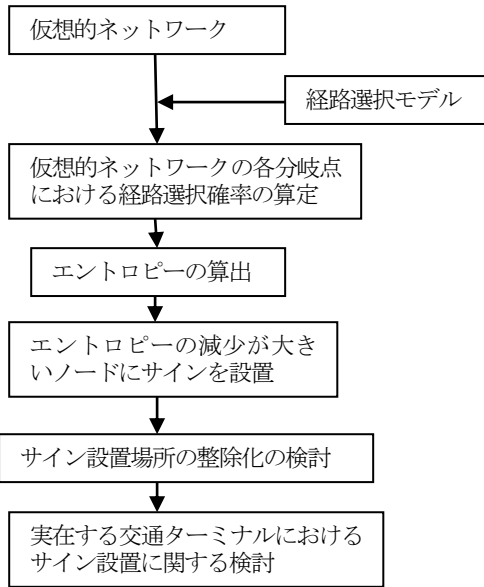 仮想的ネットワーク
経路選択モデル
仮想的ネットワークの各分岐点
における経路選択確率の算定
エントロピーの算出
エントロピーの減少が大き
いノードにサインを設置
サイン設置場所の整除化の検討
実在する交通ターミナルにおける
サイン設置に関する検討